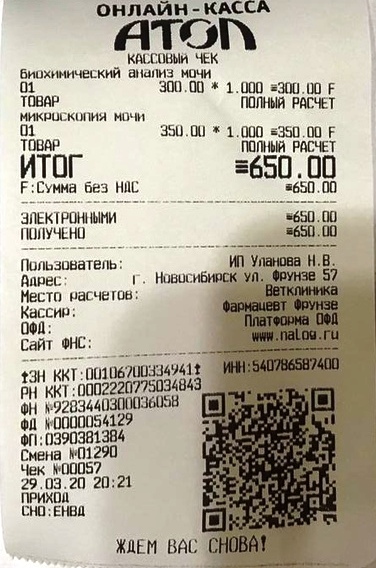 ОНЛАЙН-КАССА
АТОЛ
КАССОВЫЙ ЧЕК
Биохимический анализ мочи
01 300.00 * 1.000 ≡300.00 F
ТОВАР ПОЛНЫЙ РАСЧЕТ
микроскопия мочи
01 350.00 * 1.000 ≡350.00 F
ТОВАР ПОЛНЫЙ РАСЧЕТ
ИТОГ ≡650.00
F:Сумма без НДС ≡650.00
ЭЛЕКТРОННЫМИ ≡650.00
ПОЛУЧЕНО ≡650.00
Пользователь: ИП Уланова Н.В.
Адрес: г. Новосибирск ул. Фрунзе 57
Место расчетов: Ветклиника
Кассир: Фармацевт Фрунзе
ОФД: Платформа ОФД
Сайт ФНС: www.nalog.ru
↥ЗН ККТ:00106700334941↥ ИНН:540786587400
РН ККТ:0002220775034843
ФН №9283440300036058
ФД №0000054129
ФП:0390381384
Смена №01290
Чек №00057
29.03.20 20:21
ПРИХОД
СНО:ЕНВД
ЖДЕМ ВАС СНОВА!